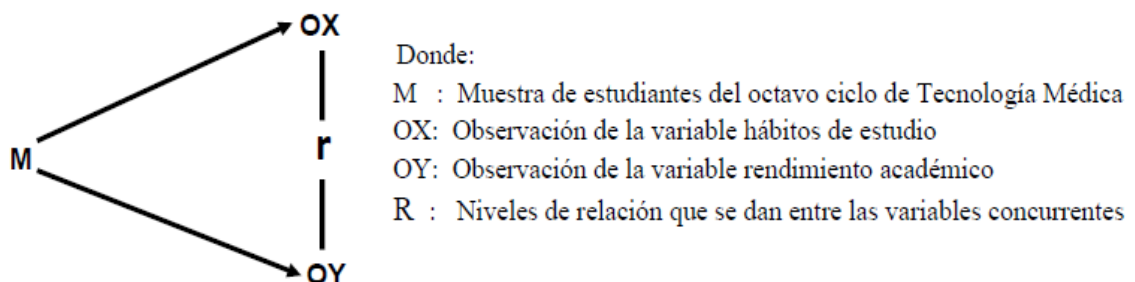 OX
M
r
OY
Donde:
M : Muestra de estudiantes del octavo ciclo de Tecnología Médica
OX: Observación de la variable hábitos de estudio
OY: Observación de la variable rendimiento académico
R : Niveles de relación que se dan entre las variables concurrentes